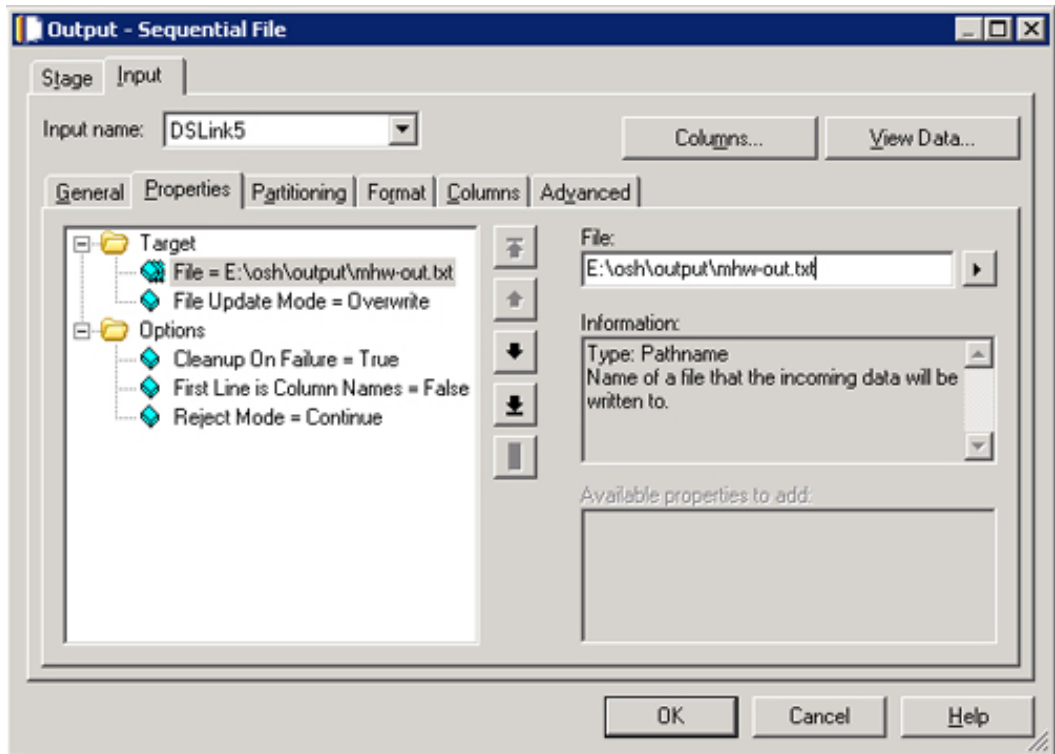 Output - Sequential File
Stage Input
Input name: DSLink5
Columns... View Data...
General Properties Partitioning Format Columns Advanced
Target
File = E:\osh\output\mhw-out.txt
File Update Mode = Overwrite
Options
Cleanup On Failure = True
First Line is Column Names = False
Reject Mode = Continue
File:
E:\osh\output\mhw-out.txt
Information:
Type: Pathname
Name of a file that the incoming data will be
written to.
Available properties to add:
OK Cancel Help